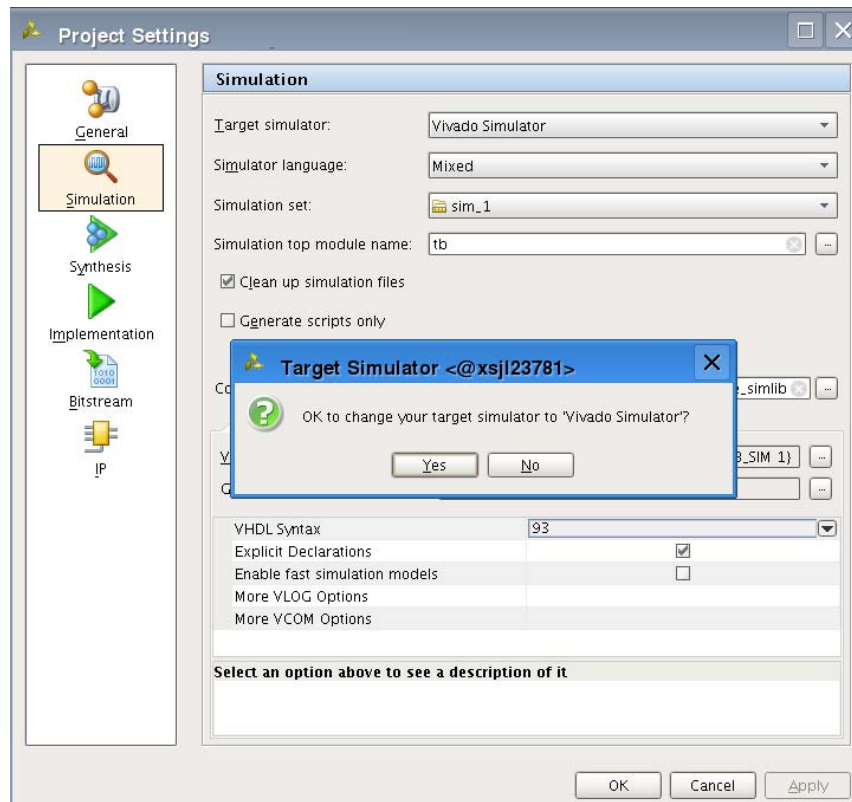 Project Settings
General
Simulation
Synthesis
Implementation
1010
0001
Bitstream
IP
Simulation
Target simulator: Vivado Simulator
Simulator language: Mixed
Simulation set: sim_1
Simulation top module name: tb ...
Clean up simulation files
Generate scripts only
Target Simulator <@xsjl23781>
OK to change your target simulator to 'Vivado Simulator'?
Yes No
Co _simlib ...
V _SIM 1} ...
G ...
VHDL Syntax 93
Explicit Declarations
Enable fast simulation models
More VLOG Options
More VCOM Options
Select an option above to see a description of it
OK Cancel Apply